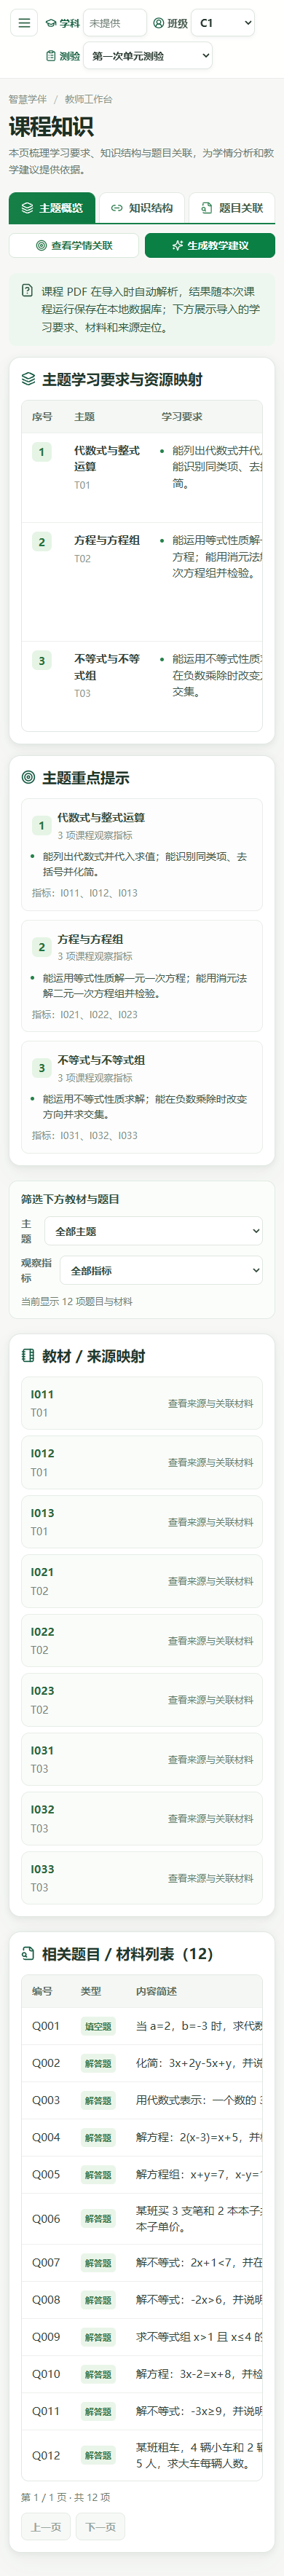 学科 未提供 班级 C1
测验 第一次单元测验
智慧学伴 / 教师工作台
课程知识
本页梳理学习要求、知识结构与题目关联，为学情分析和教
学建议提供依据。
主题概览 知识结构 题目关联
查看学情关联 生成教学建议
课程 PDF 在导入时自动解析，结果随本次课
程运行保存在本地数据库；下方展示导入的学
习要求、材料和来源定位。
主题学习要求与资源映射
序号 主题 学习要求
1 代数式与整式
运算
T01
能列出代数式并代
能识别同类项、去
简。
2 方程与方程组
T02
能运用等式性质解
方程；能用消元法
次方程组并检验。
3 不等式与不等
式组
T03
能运用不等式性质
在负数乘除时改变
交集。
主题重点提示
1 代数式与整式运算
3 项课程观察指标
能列出代数式并代入求值；能识别同类项、去
括号并化简。
指标：I011、I012、I013
2 方程与方程组
3 项课程观察指标
能运用等式性质解一元一次方程；能用消元法
解二元一次方程组并检验。
指标：I021、I022、I023
3 不等式与不等式组
3 项课程观察指标
能运用不等式性质求解；能在负数乘除时改变
方向并求交集。
指标：I031、I032、I033
筛选下方教材与题目
主
题 全部主题
观察指
标 全部指标
当前显示 12 项题目与材料
教材 / 来源映射
I011
T01 查看来源与关联材料
I012
T01 查看来源与关联材料
I013
T01 查看来源与关联材料
I021
T02 查看来源与关联材料
I022
T02 查看来源与关联材料
I023
T02 查看来源与关联材料
I031
T03 查看来源与关联材料
I032
T03 查看来源与关联材料
I033
T03 查看来源与关联材料
相关题目 / 材料列表（12）
编号 类型 内容简述
Q001 填空题 当 a=2，b=-3 时，求代数
Q002 解答题 化简：3x+2y-5x+y，并说
Q003 解答题 用代数式表示：一个数的 3
Q004 解答题 解方程：2(x-3)=x+5，并
Q005 解答题 解方程组：x+y=7，x-y=
Q006 解答题 某班买 3 支笔和 2 本本子
本子单价。
Q007 解答题 解不等式：2x+1<7，并在
Q008 解答题 解不等式：-2x>6，并说明
Q009 解答题 求不等式组 x>1 且 x≤4 的
Q010 解答题 解方程：3x-2=x+8，并检
Q011 解答题 解不等式：-3x≥9，并说明
Q012 解答题 某班租车，4 辆小车和 2
5 人，求大车每辆人数。
第 1 / 1 页 · 共 12 项
上一页 下一页